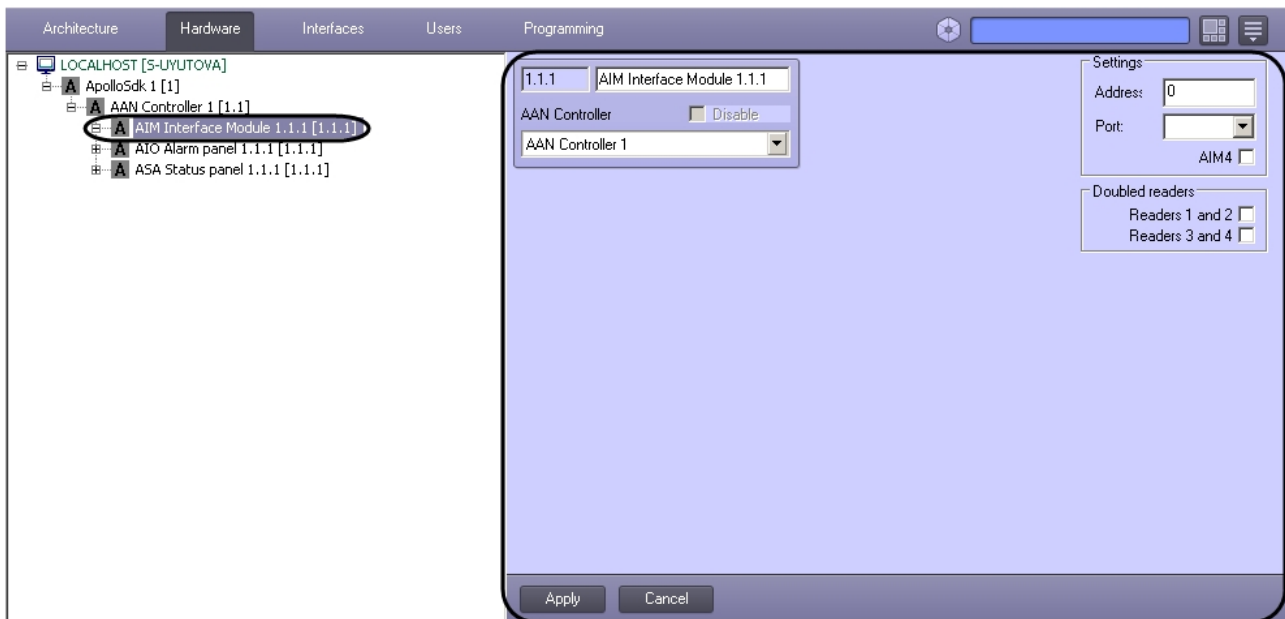 Architecture Hardware Interfaces Users Programming
LOCALHOST [S-UYUTOVA]
A ApolloSdk 1 [1]
A AAN Controller 1 [1.1]
A AIM Interface Module 1.1.1 [1.1.1]
A AIO Alarm panel 1.1.1 [1.1.1]
A ASA Status panel 1.1.1 [1.1.1]
1.1.1 AIM Interface Module 1.1.1
AAN Controller Disable
AAN Controller 1
Settings
Address: 0
Port:
AIM4
Doubled readers
Readers 1 and 2
Readers 3 and 4
Apply Cancel